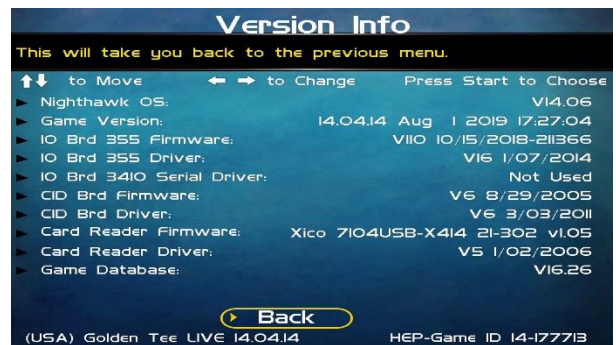 Version Info
This will take you back to the previous menu.
to Move to Change Press Start to Choose
Nighthawk OS: V14.06
Game Version: 14.04.14 Aug 1 2019 17:27:04
IO Brd 355 Firmware: V110 10/15/2018-211366
IO Brd 355 Driver: V16 1/07/2014
IO Brd 3410 Serial Driver: Not Used
CID Brd Firmware: V6 8/29/2005
CID Brd Driver: V6 3/03/2011
Card Reader Firmware: Xico 7104USB-X414 21-302 v1.05
Card Reader Driver: V5 1/02/2006
Game Database: V16.26
Back
(USA) Golden Tee LIVE 14.04.14 HEP-Game ID 14-177713